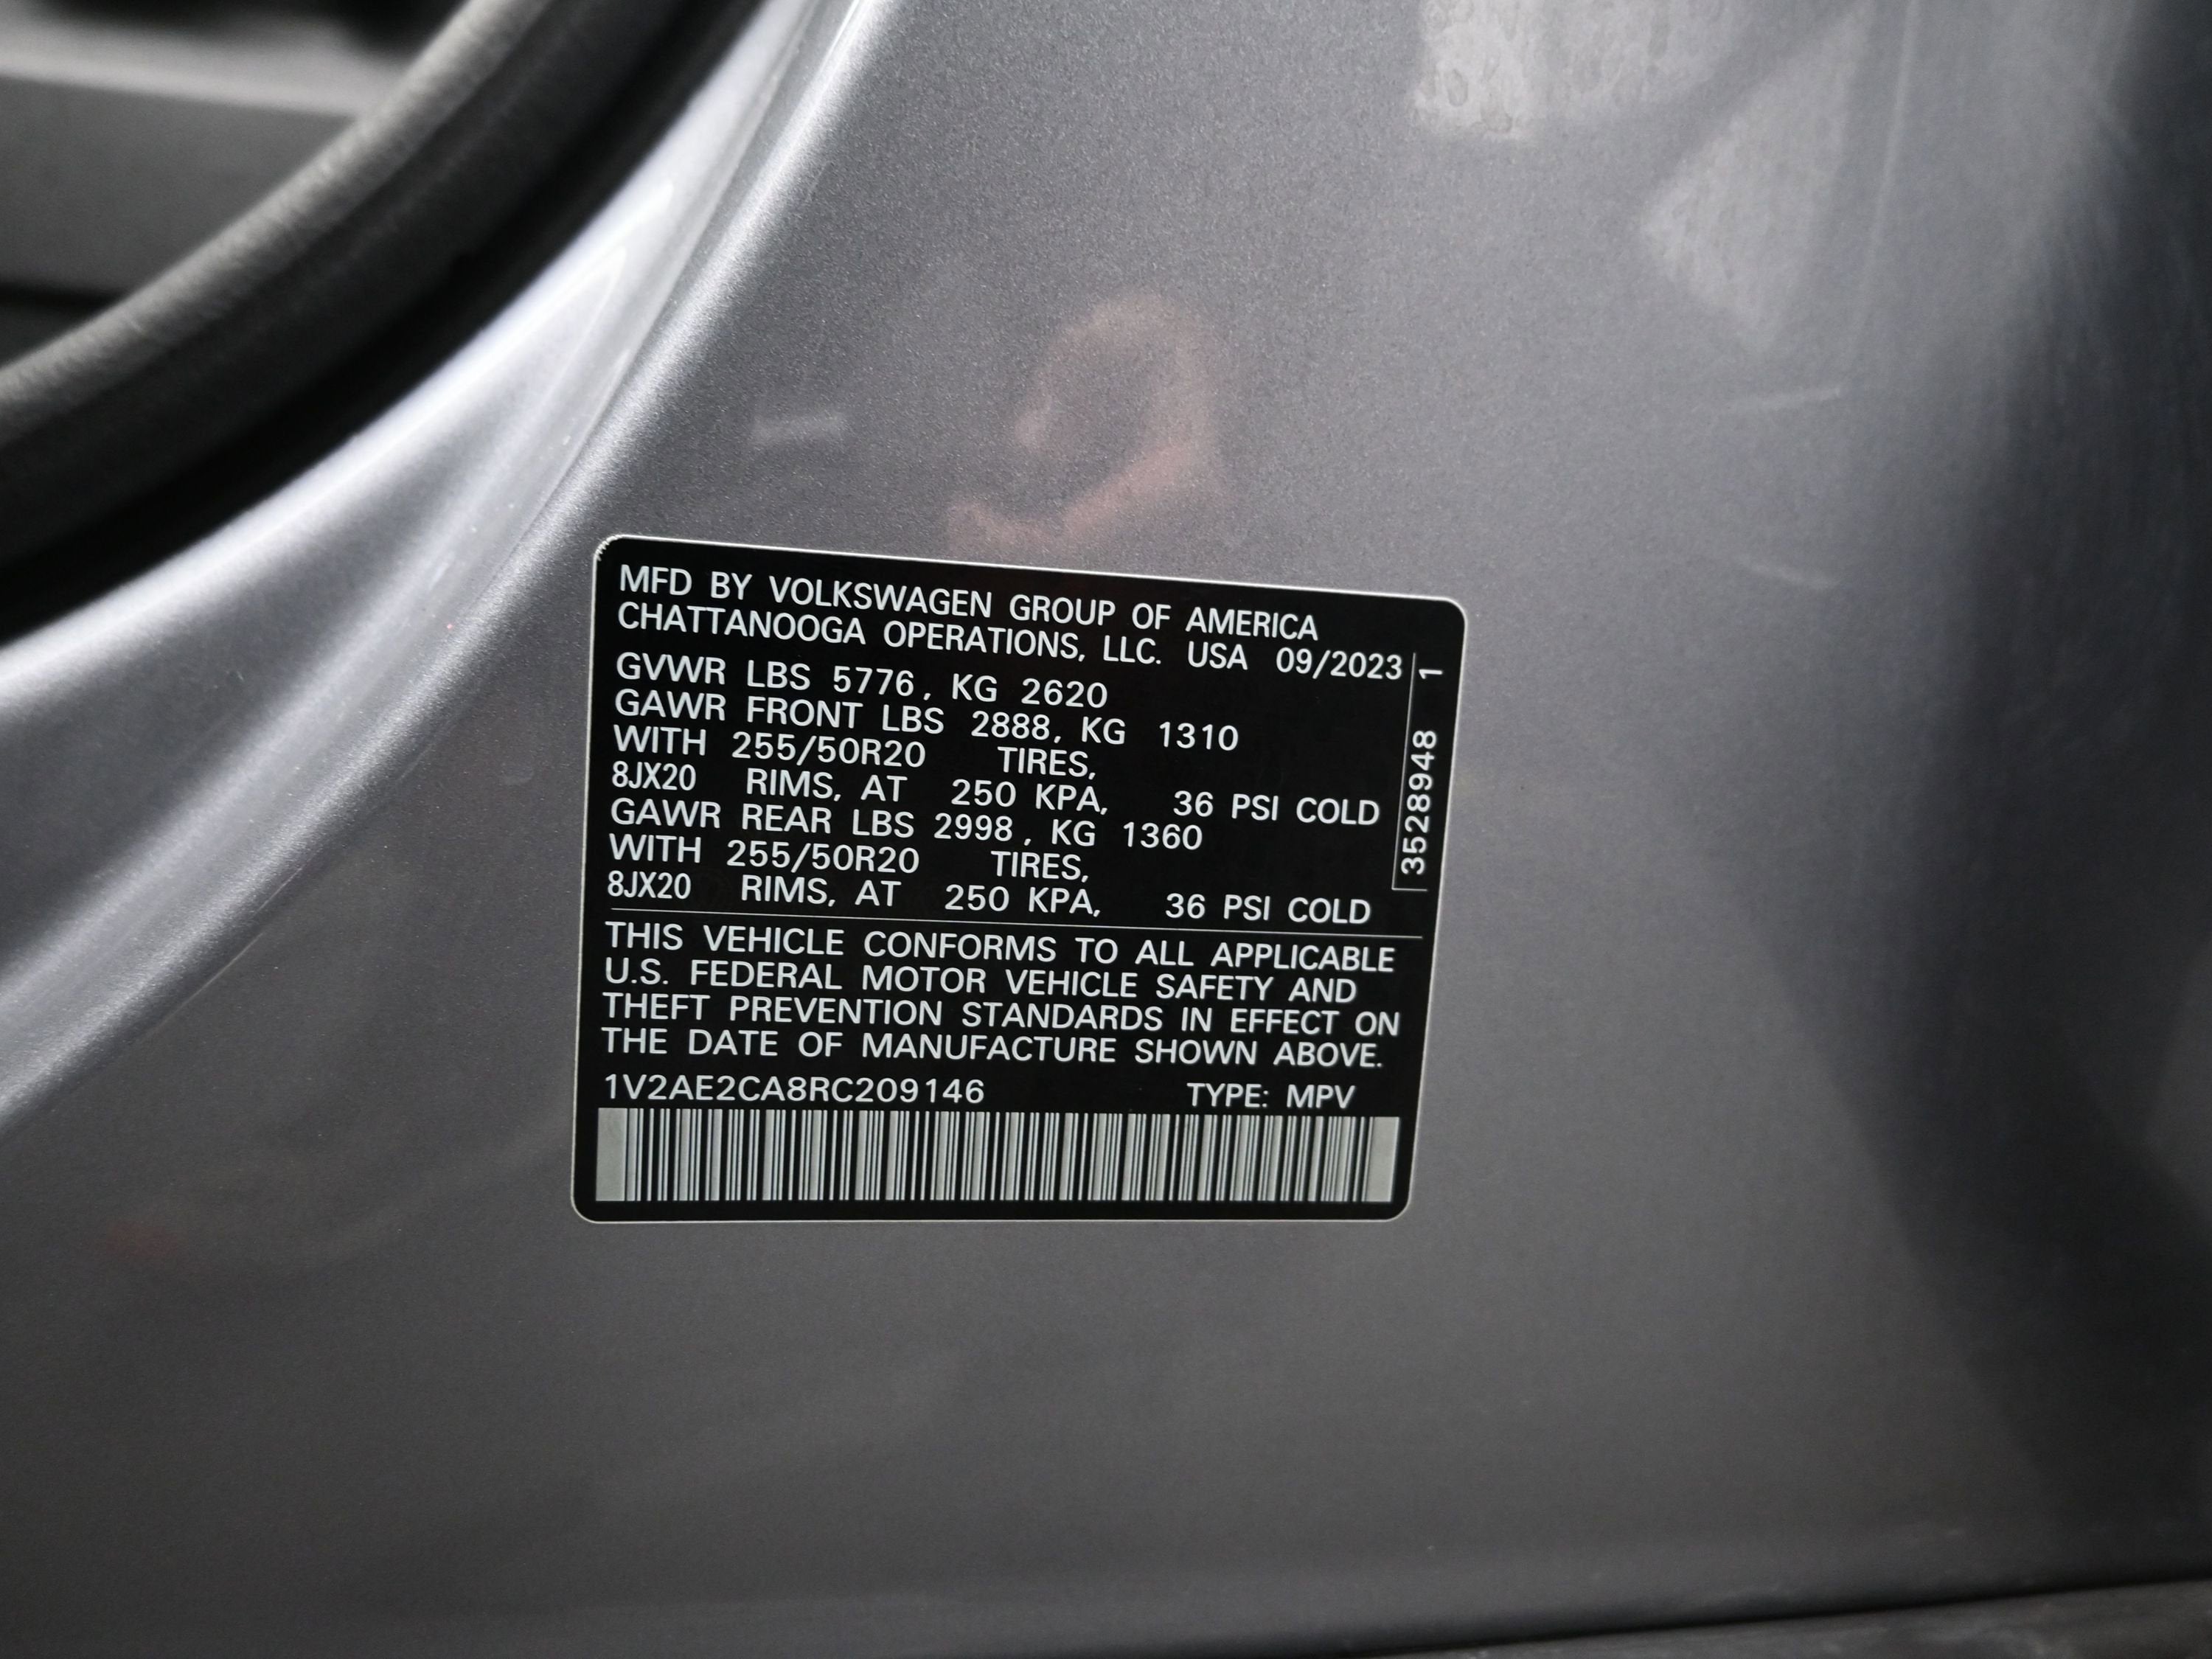 MFD BY VOLKSWAGEN GROUP OF AMERICA
CHATTANOOGA OPERATIONS, LLC. USA 09/2023
GVWR LBS 5776, KG 2620
GAWR FRONT LBS 2888, KG 1310
WITH 255/50R20 TIRES,
8JX20 RIMS, AT 250 KPA, 36 PSI COLD
GAWR REAR LBS 2998, KG 1360
WITH 255/50R20 TIRES,
8JX20 RIMS, AT 250 KPA, 36 PSI COLD
3528948 1
THIS VEHICLE CONFORMS TO ALL APPLICABLE
U.S. FEDERAL MOTOR VEHICLE SAFETY AND
THEFT PREVENTION STANDARDS IN EFFECT ON
THE DATE OF MANUFACTURE SHOWN ABOVE.
1V2AE2CA8RC209146 TYPE: MPV